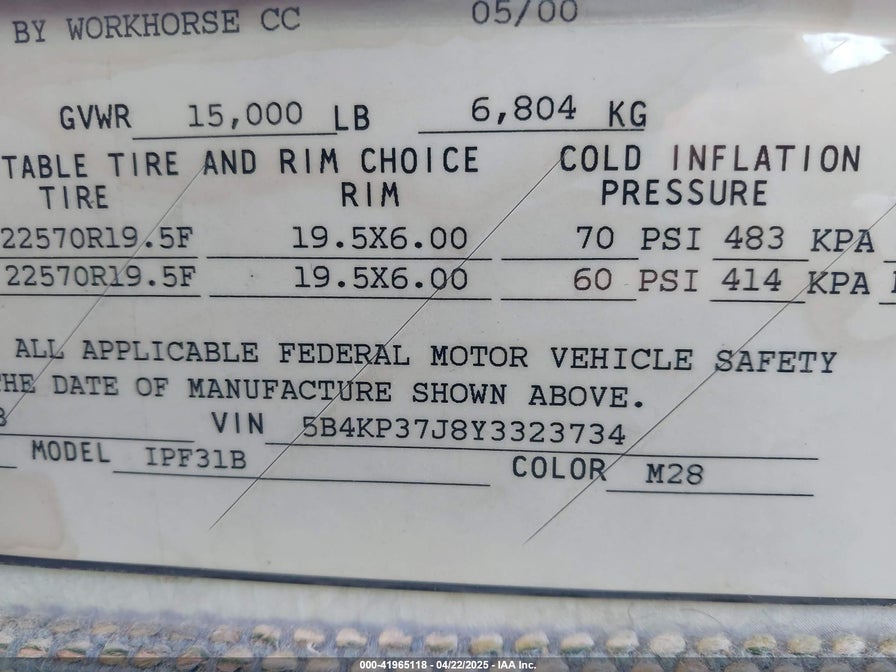 BY WORKHORSE CC 05/00
GVWR 15,000 LB 6,804 KG
TABLE TIRE AND RIM CHOICE COLD INFLATION
TIRE RIM PRESSURE
22570R19.5F 19.5X6.00 70 PSI 483 KPA
22570R19.5F 19.5X6.00 60 PSI 414 KPA
ALL APPLICABLE FEDERAL MOTOR VEHICLE SAFETY
HE DATE OF MANUFACTURE SHOWN ABOVE.
VIN 5B4KP37J8Y3323734
MODEL IPF31B COLOR M28
000-41965118 - 04/22/2025 - IAA Inc.